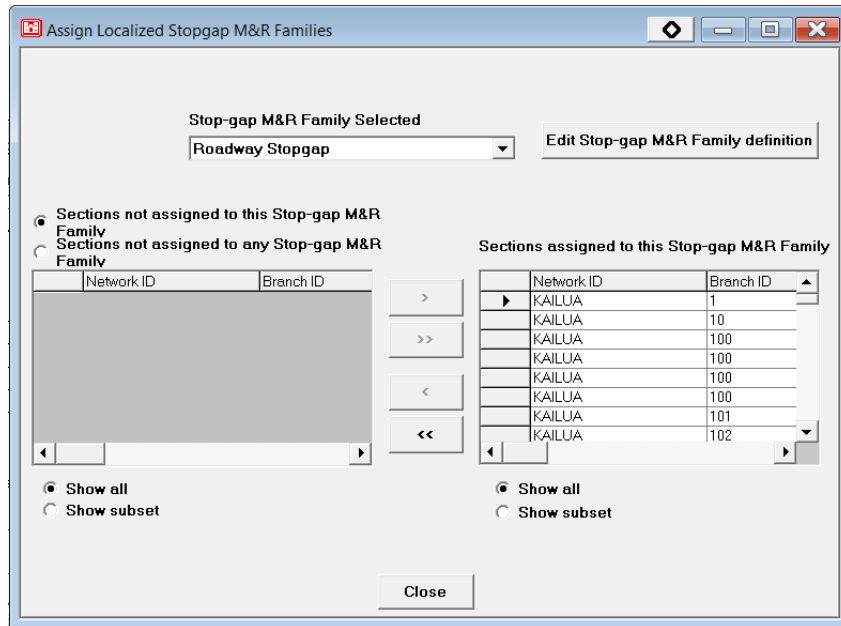 Assign Localized Stopgap M&R Families
Stop-gap M&R Family Selected
Roadway Stopgap
Edit Stop-gap M&R Family definition
Sections not assigned to this Stop-gap M&R
Family
Sections not assigned to any Stop-gap M&R
Family
Sections assigned to this Stop-gap M&R Family
Network ID Branch ID
>
>>
<
<<
Network ID Branch ID
KAILUA 1
KAILUA 10
KAILUA 100
KAILUA 100
KAILUA 100
KAILUA 100
KAILUA 101
KAILUA 102
Show all
Show subset
Show all
Show subset
Close